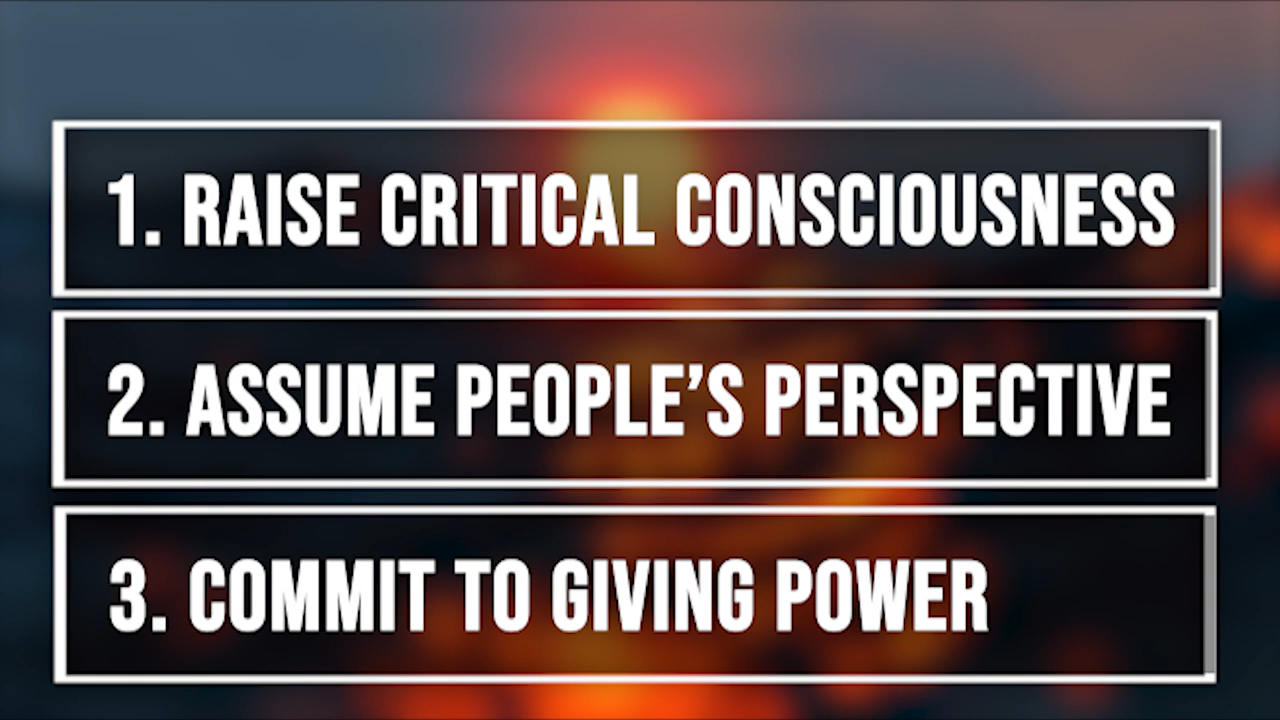 1. RAISE CRITICAL CONSCIOUSNESS
2. ASSUME PEOPLE’S PERSPECTIVE
3. COMMIT TO GIVING POWER